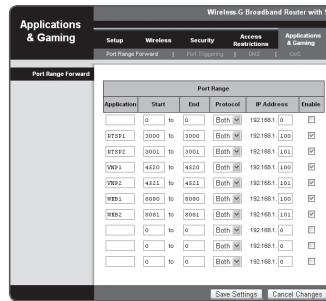 Wireless-G Broadband Router with S
Applications & Gaming
Setup Wireless Security Access Restrictions Applications & Gaming
Port Range Forward | Port Triggering | DMZ | QoS
Port Range Forward
Port Range
Application Start End Protocol IP Address Enable
0 to 0 Both 192.168.1. 0
RTSP1 3000 to 3000 Both 192.168.1. 100
RTSP2 3001 to 3001 Both 192.168.1. 101
VNP1 4520 to 4520 Both 192.168.1. 100
VNP2 4521 to 4521 Both 192.168.1. 101
WEB1 8080 to 8080 Both 192.168.1. 100
WEB2 8081 to 8081 Both 192.168.1. 101
0 to 0 Both 192.168.1. 0
0 to 0 Both 192.168.1. 0
0 to 0 Both 192.168.1. 0
Save Settings Cancel Changes